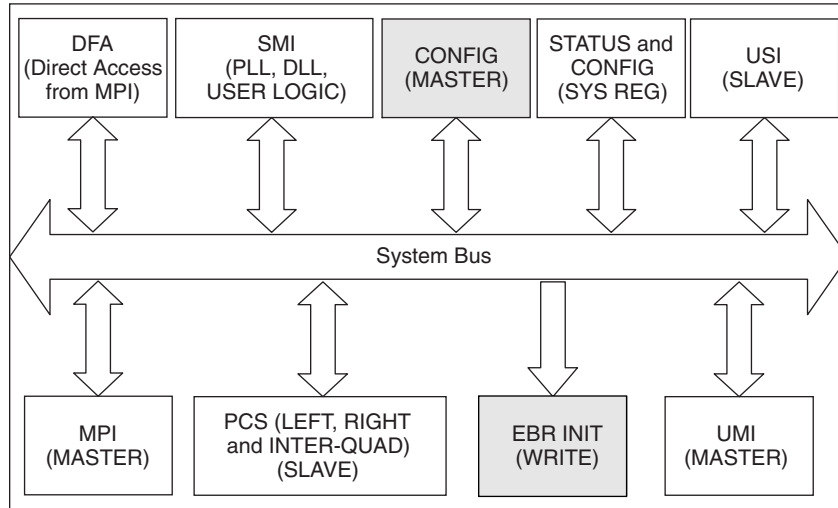 DFA
(Direct Access
from MPI)
SMI
(PLL, DLL,
USER LOGIC)
CONFIG
(MASTER)
STATUS and
CONFIG
(SYS REG)
USI
(SLAVE)
System Bus
MPI
(MASTER)
PCS (LEFT, RIGHT
and INTER-QUAD)
(SLAVE)
EBR INIT
(WRITE)
UMI
(MASTER)